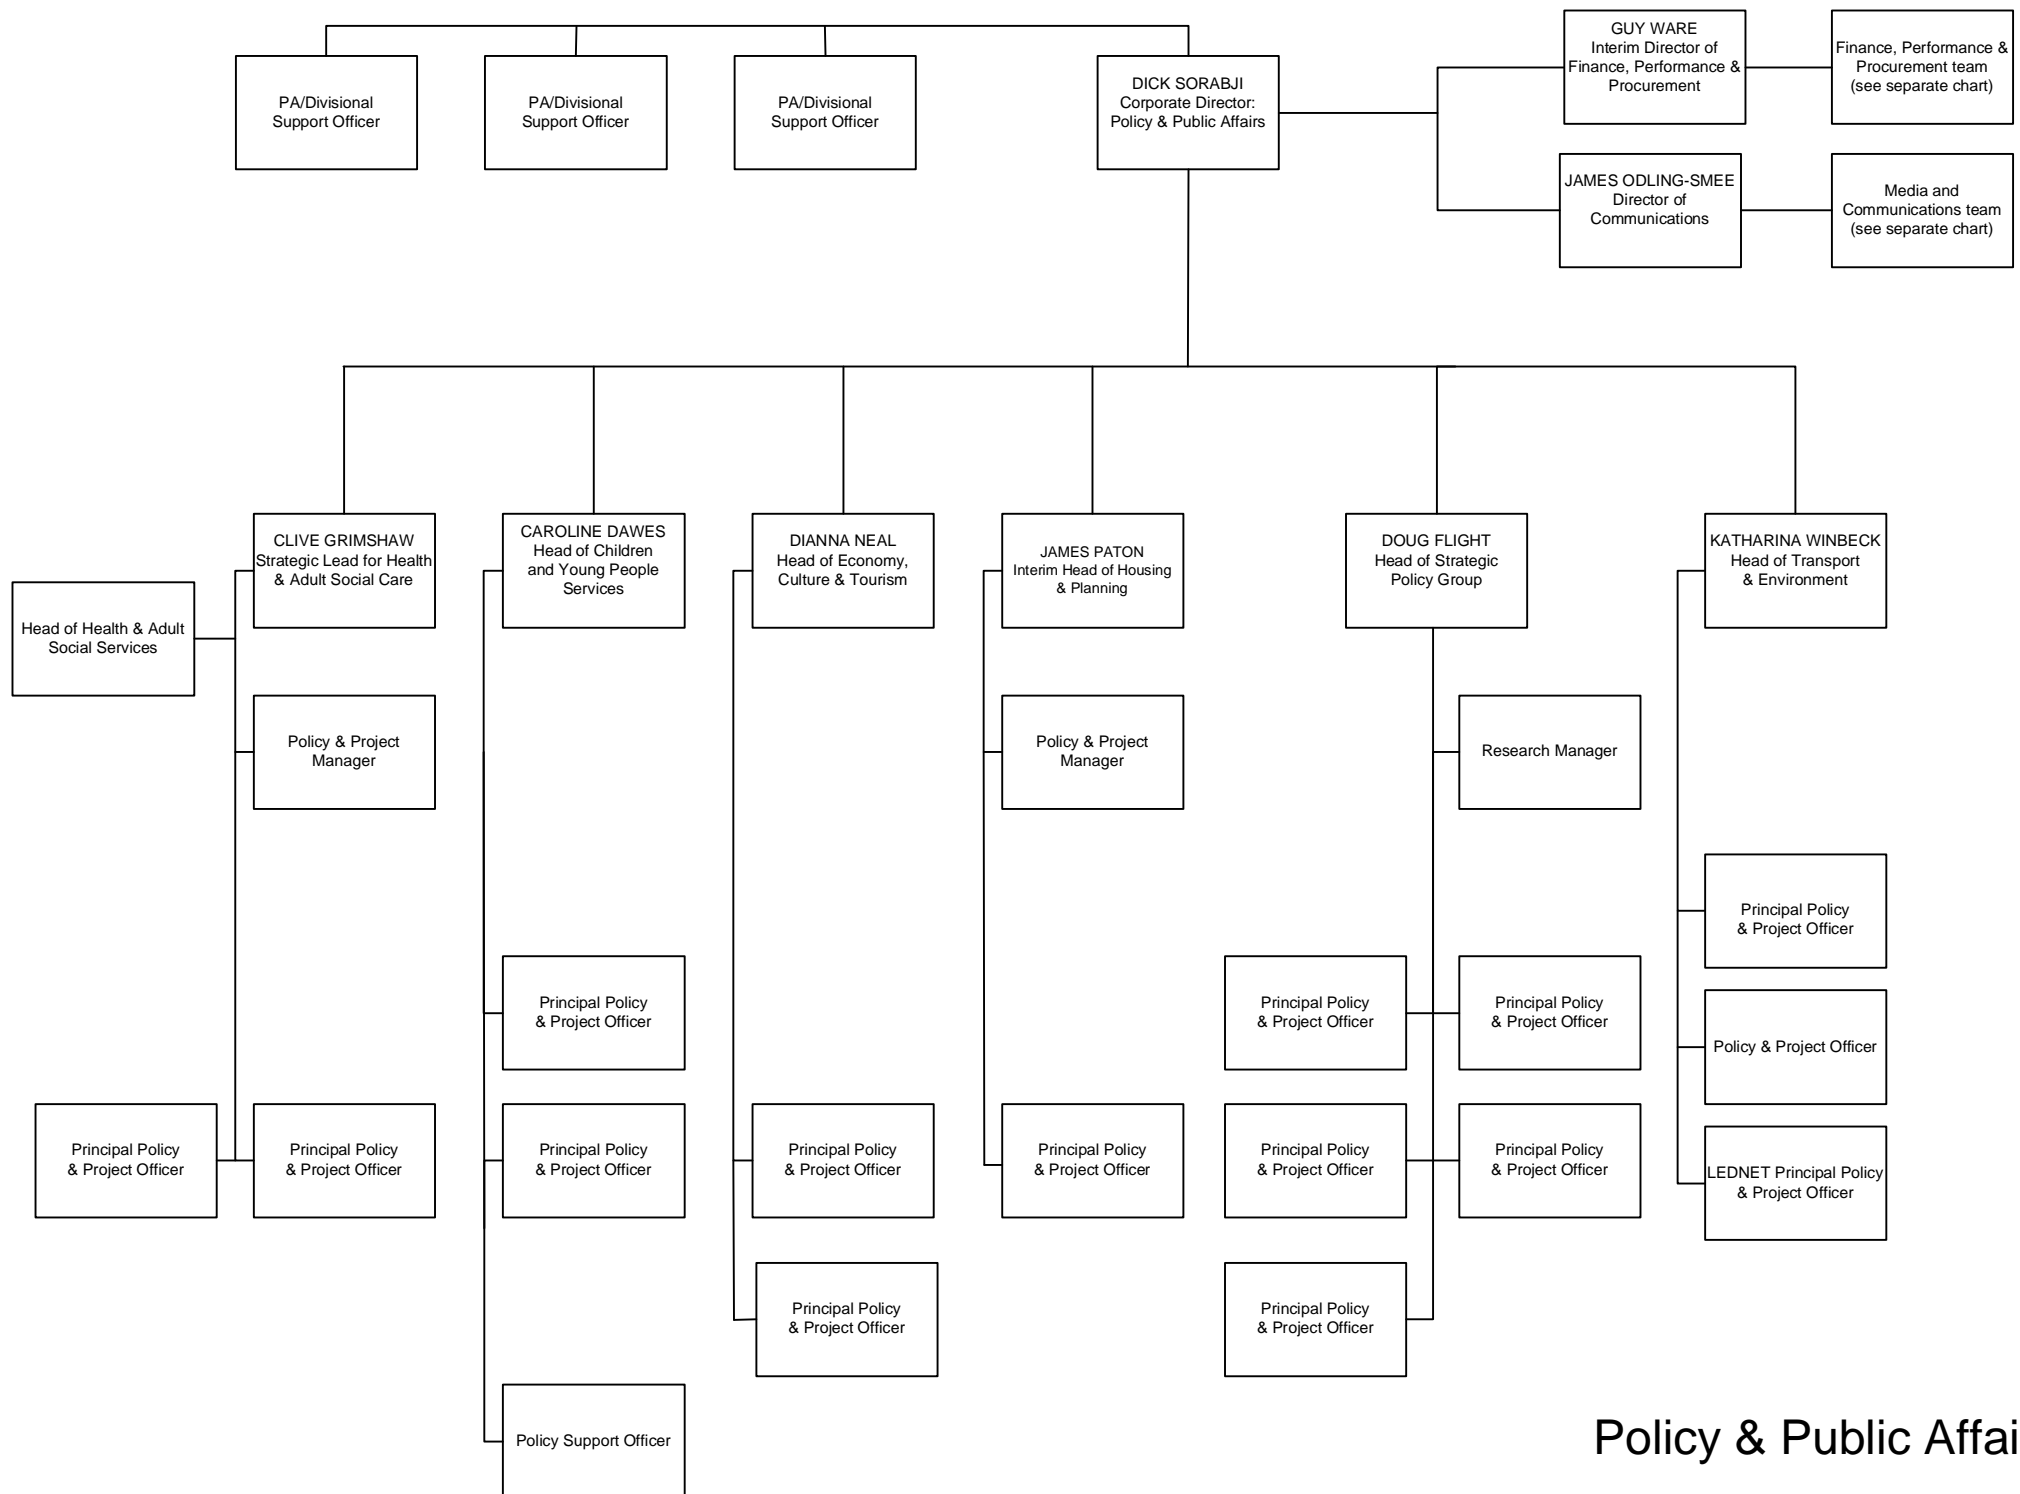 PA/Divisional
Support Officer
PA/Divisional
Support Officer
PA/Divisional
Support Officer
DICK SORABJI
Corporate Director:
Policy & Public Affairs
GUY WARE
Interim Director of
Finance, Performance &
Procurement
Finance, Performance &
Procurement team
(see separate chart)
JAMES ODLING-SMEE
Director of
Communications
Media and
Communications team
(see separate chart)
CLIVE GRIMSHAW
Strategic Lead for Health
& Adult Social Care
CAROLINE DAWES
Head of Children
and Young People
Services
DIANNA NEAL
Head of Economy,
Culture & Tourism
JAMES PATON
Interim Head of Housing
& Planning
DOUG FLIGHT
Head of Strategic
Policy Group
KATHARINA WINBECK
Head of Transport
& Environment
Head of Health & Adult
Social Services
Policy & Project
Manager
Policy & Project
Manager
Research Manager
Principal Policy
& Project Officer
Principal Policy
& Project Officer
Principal Policy
& Project Officer
Principal Policy
& Project Officer
Policy & Project Officer
Principal Policy
& Project Officer
Principal Policy
& Project Officer
Principal Policy
& Project Officer
Principal Policy
& Project Officer
Principal Policy
& Project Officer
Principal Policy
& Project Officer
Principal Policy
& Project Officer
LEDNET Principal Policy
& Project Officer
Principal Policy
& Project Officer
Principal Policy
& Project Officer
Policy Support Officer
Policy & Public Affai